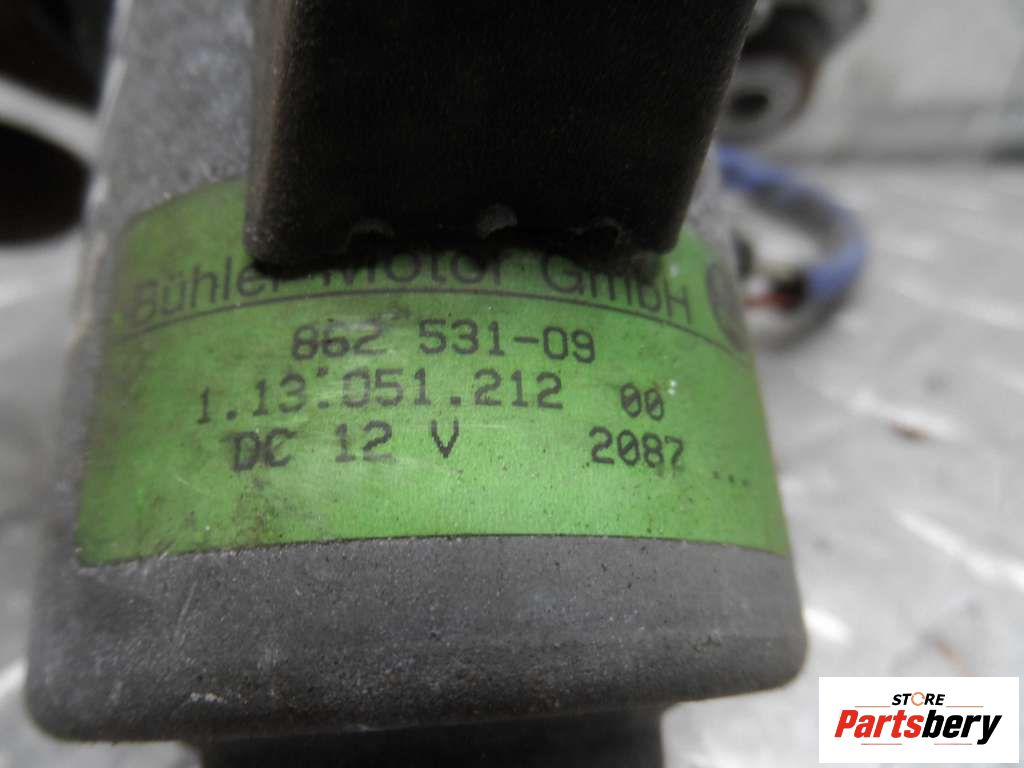 Bühler Motor GmbH
862 531-09
1.13.051.212 00
DC 12 V 2087 ...
STORE
Partsbery